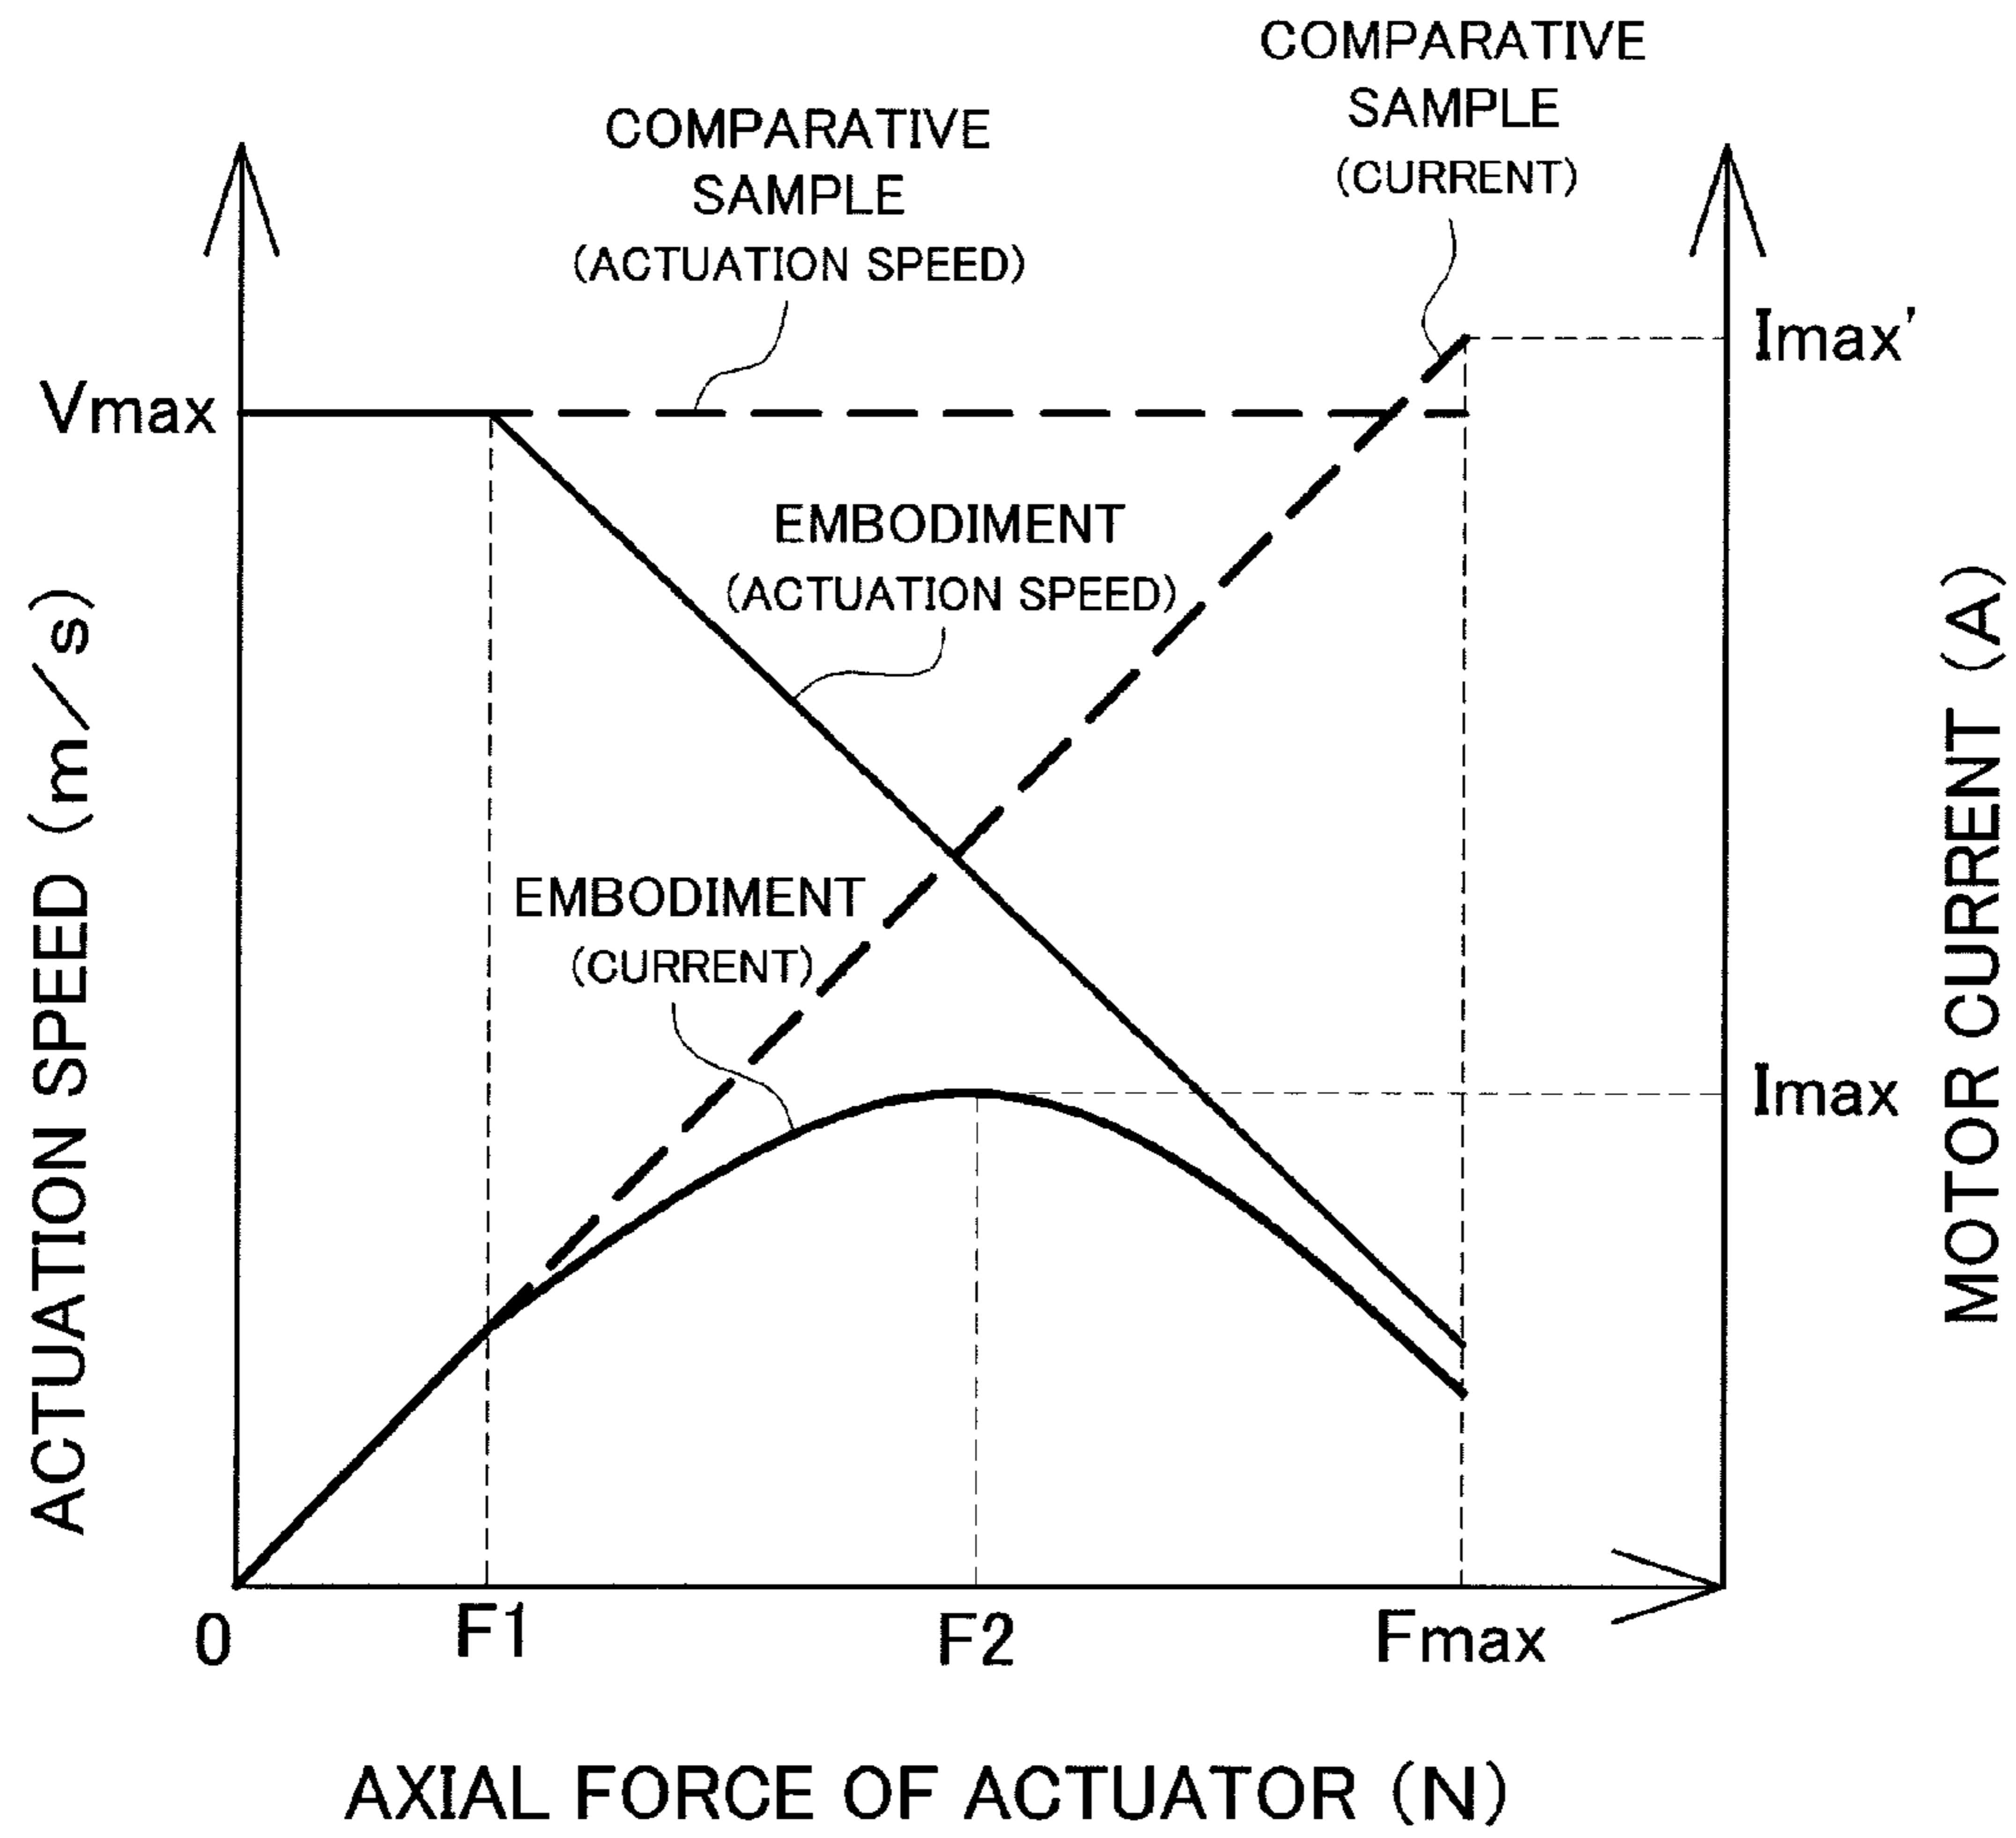 COMPARATIVE
SAMPLE
(CURRENT)
COMPARATIVE
SAMPLE
(ACTUATION SPEED)
Imax'
Vmax
EMBODIMENT
(ACTUATION SPEED)
ACTUATION SPEED (m/s)
MOTOR CURRENT (A)
EMBODIMENT
(CURRENT)
Imax
0
F1
F2
Fmax
AXIAL FORCE OF ACTUATOR (N)